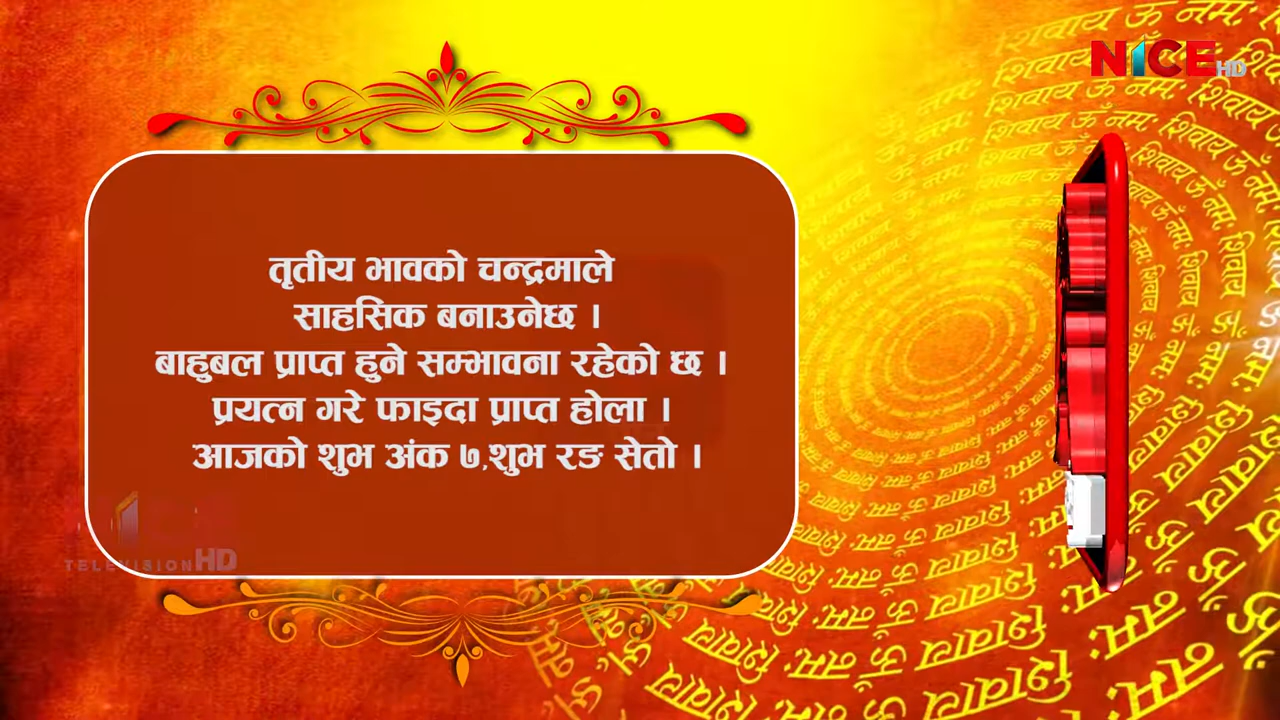 NICE HD
तृतीय भावको चन्द्रमाले
साहसिक बनाउनेछ ।
बाहुबल प्राप्त हुने सम्भावना रहेको छ ।
प्रयत्न गरे फाइदा प्राप्त होला ।
आजको शुभ अंक ७,शुभ रङ सेतो ।
TELEVISION HD
ॐ नमः शिवाय